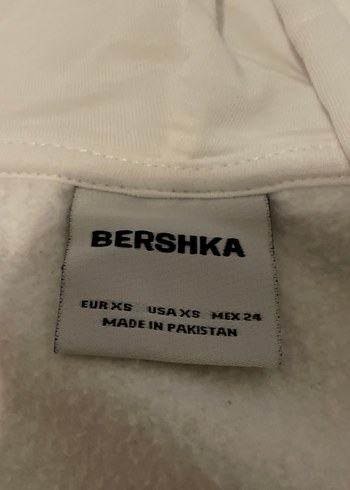 BERSHKA
EUR XS USA XS MEX 24
MADE IN PAKISTAN